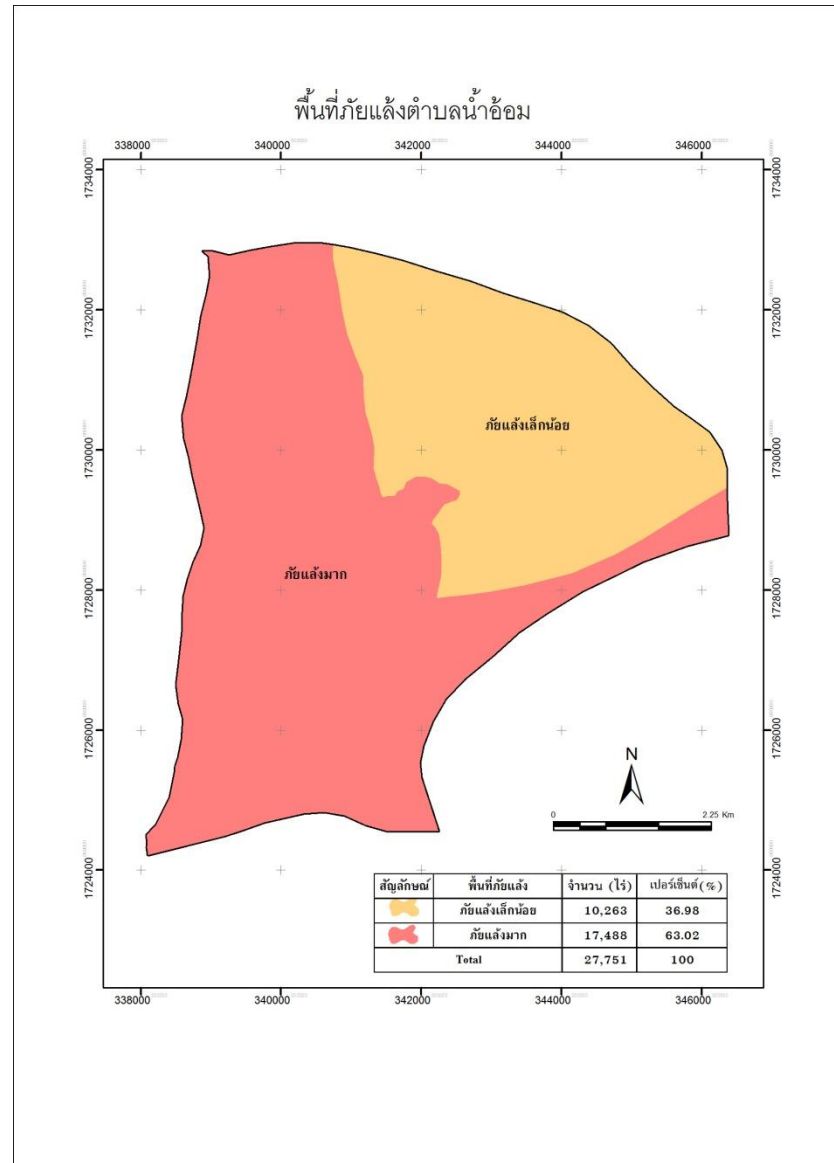 พื้นที่ภัยแล้งตำบลน้ำอ้อม
338000 340000 342000 344000 346000
1734000 1734000
1732000 1732000
ภัยแล้งเล็กน้อย
1730000 1730000
ภัยแล้งมาก
1728000 1728000
1726000 1726000
N
0 2.25 Km
1724000 1724000
สัญลักษณ์ พื้นที่ภัยแล้ง จำนวน (ไร่) เปอร์เซ็นต์(%)
ภัยแล้งเล็กน้อย 10,263 36.98
ภัยแล้งมาก 17,488 63.02
Total 27,751 100
338000 340000 342000 344000 346000